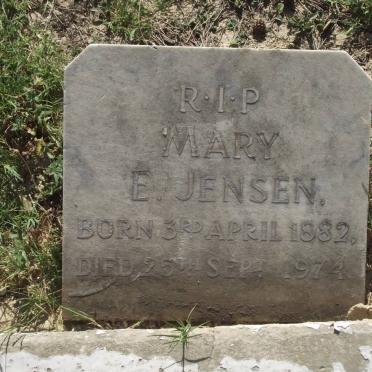 R·I·P
MARY
E. JENSEN,
BORN 3RD APRIL 1882,
DIED, 25TH SEPT 1974.